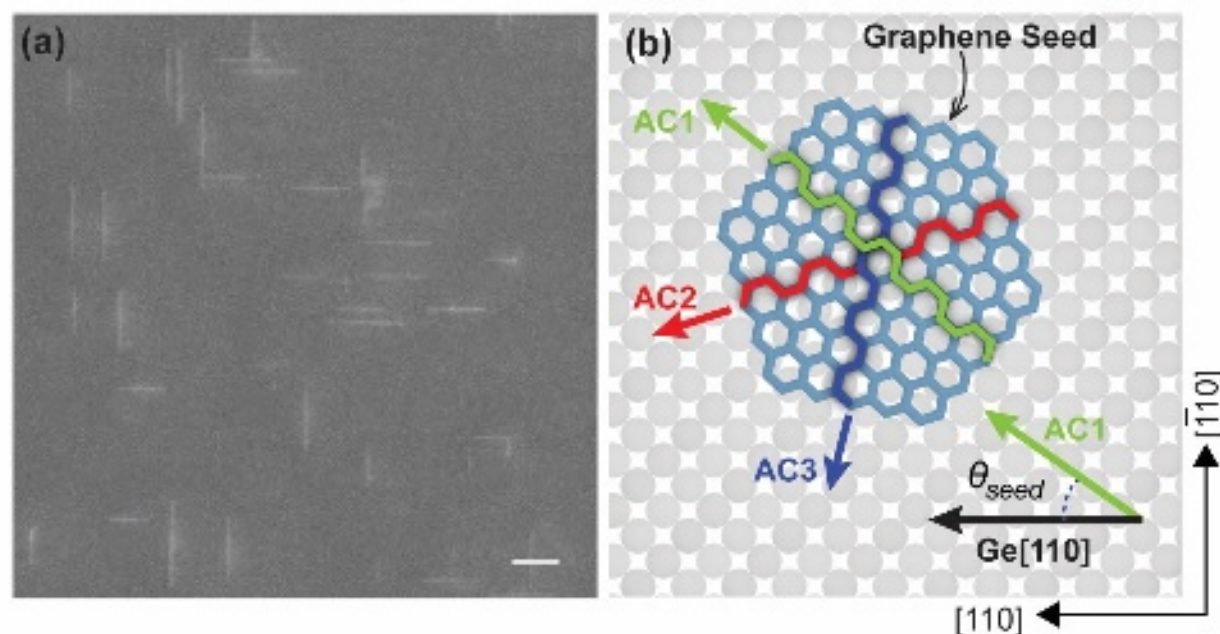 (a)
(b)
Graphene Seed
AC1
AC2
AC3
AC1
θseed
Ge[110]
[1̄10]
[110]